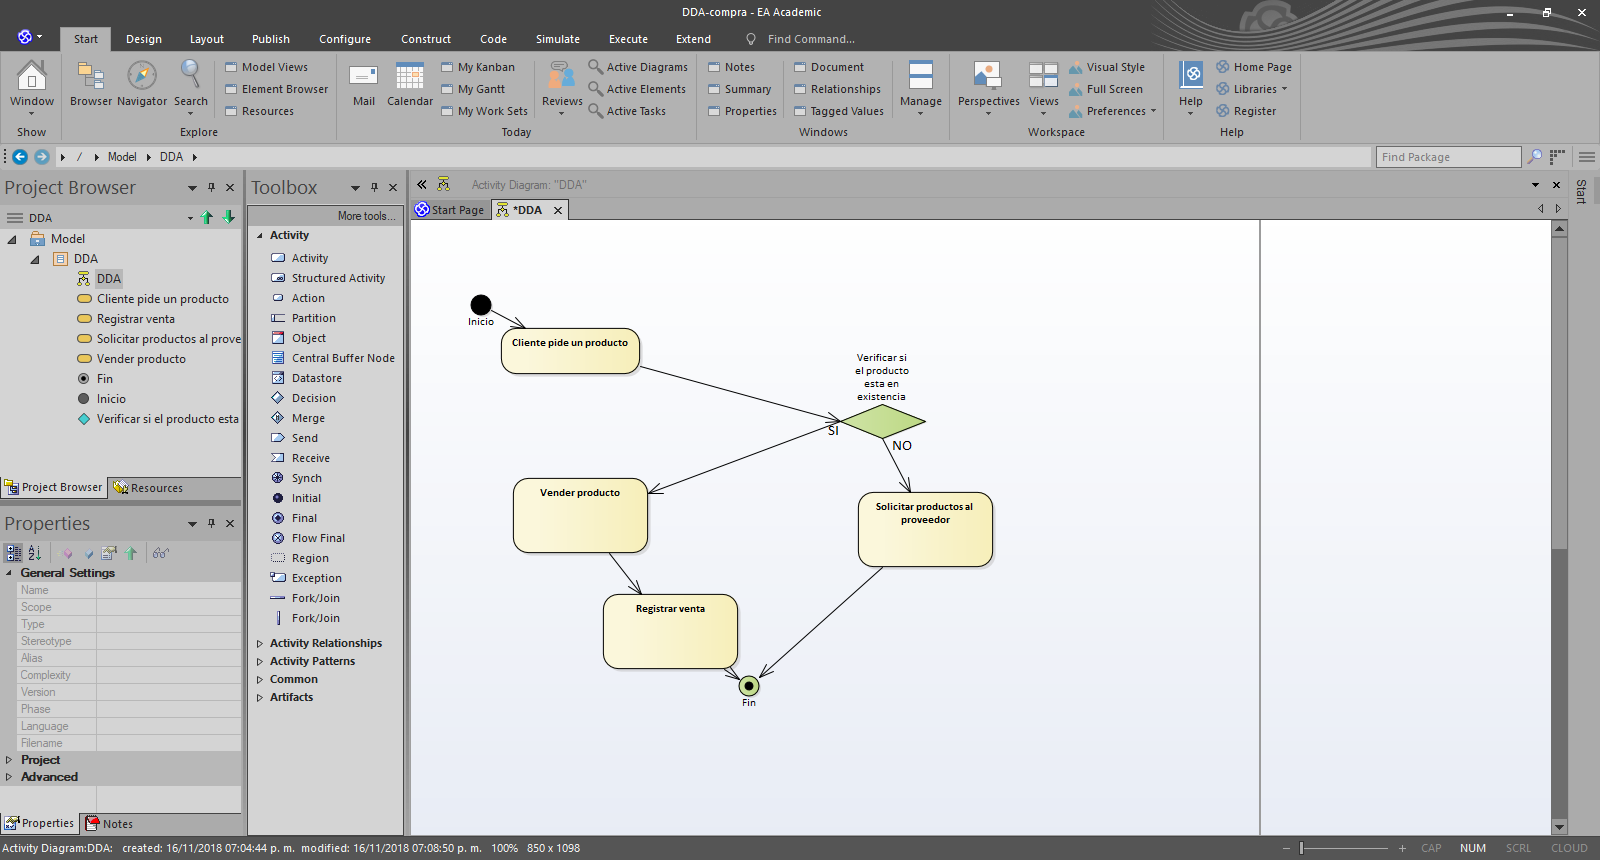 DDA-compra - EA Academic
Start Design Layout Publish Configure Construct Code Simulate Execute Extend Find Command...
Window
Show
Browser Navigator Search
Model Views
Element Browser
Resources
Explore
Mail Calendar
My Kanban
My Gantt
My Work Sets
Today
Reviews
Active Diagrams
Active Elements
Active Tasks
Notes
Summary
Properties
Document
Relationships
Tagged Values
Windows
Manage
Perspectives Views
Visual Style
Full Screen
Preferences
Workspace
Help
Home Page
Libraries
Register
Help
/ Model DDA
Find Package
Project Browser
DDA
Model
DDA
DDA
Cliente pide un producto
Registrar venta
Solicitar productos al prove
Vender producto
Fin
Inicio
Verificar si el producto esta
Project Browser Resources
Properties
General Settings
Name
Scope
Type
Stereotype
Alias
Complexity
Version
Phase
Language
Filename
Project
Advanced
Properties Notes
Toolbox
More tools...
Activity
Activity
Structured Activity
Action
Partition
Object
Central Buffer Node
Datastore
Decision
Merge
Send
Receive
Synch
Initial
Final
Flow Final
Region
Exception
Fork/Join
Fork/Join
Activity Relationships
Activity Patterns
Common
Artifacts
Activity Diagram: "DDA"
Start Page *DDA
Start
Inicio
Cliente pide un producto
Verificar si
el producto
esta en
existencia
SI
NO
Vender producto
Solicitar productos al
proveedor
Registrar venta
Fin
Activity Diagram:DDA: created: 16/11/2018 07:04:44 p. m. modified: 16/11/2018 07:08:50 p. m. 100% 850 x 1098
CAP NUM SCRL CLOUD